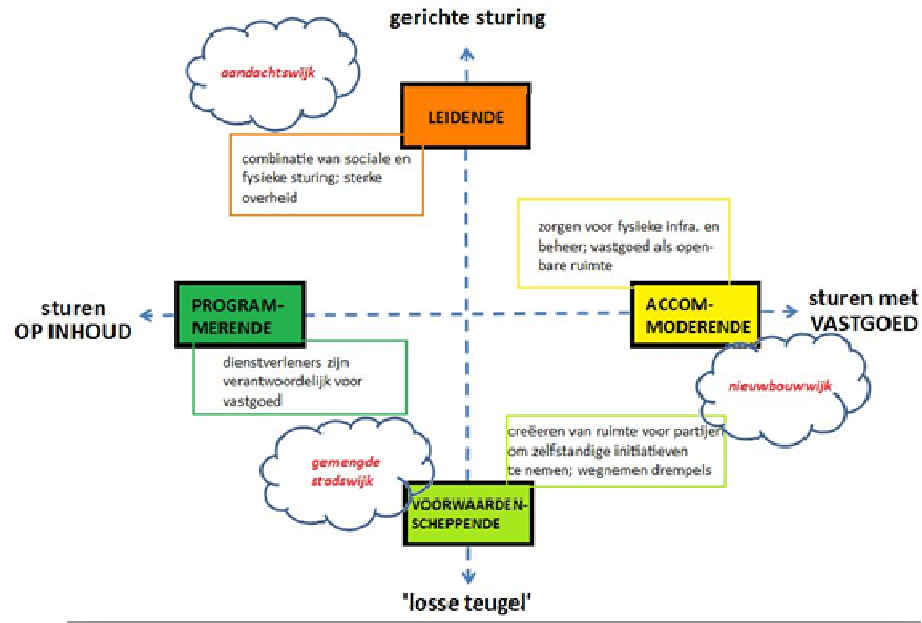 gerichte sturing
aandachtswijk
LEIDENDE
combinatie van sociale en
fysieke sturing; sterke
overheid
zorgen voor fysieke infra. en
beheer; vastgoed als open-
bare ruimte
sturen
OP INHOUD
PROGRAM-
MERENDE
ACCOM-
MODERENDE
sturen met
VASTGOED
dienstverleners zijn
verantwoordelijk voor
vastgoed
nieuwbouwwijk
creëeren van ruimte voor partijen
om zelfstandige initiatieven
te nemen; wegnemen drempels
gemengde
stadswijk
VOORWAARDEN-
SCHEPPENDE
'losse teugel'